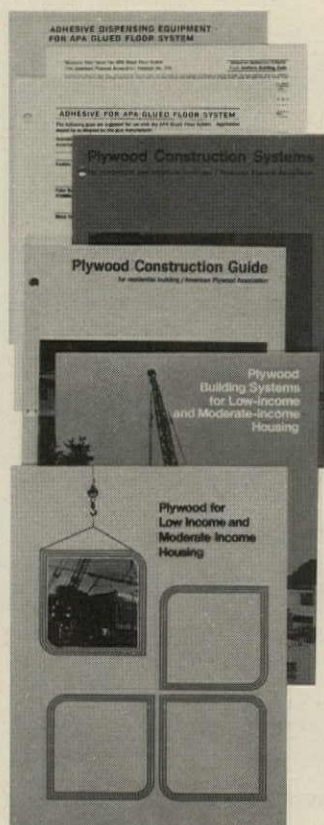 ADHESIVE DISPENSING EQUIPMENT
FOR APA GLUED FLOOR SYSTEM
ADHESIVE FOR APA GLUED FLOOR SYSTEM
Plywood Construction Systems
Plywood Construction Guide
for residential building / American Plywood Association
Plywood
Building Systems
for Low-income
and Moderate-income
Housing
Plywood for
Low Income and
Moderate Income
Housing